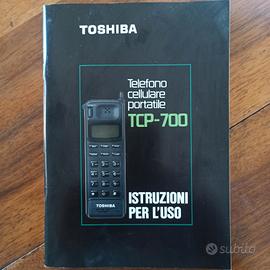 TOSHIBA
Telefono
cellulare
portatile
TCP-700
TOSHIBA
ISTRUZIONI
PER L'USO
subito